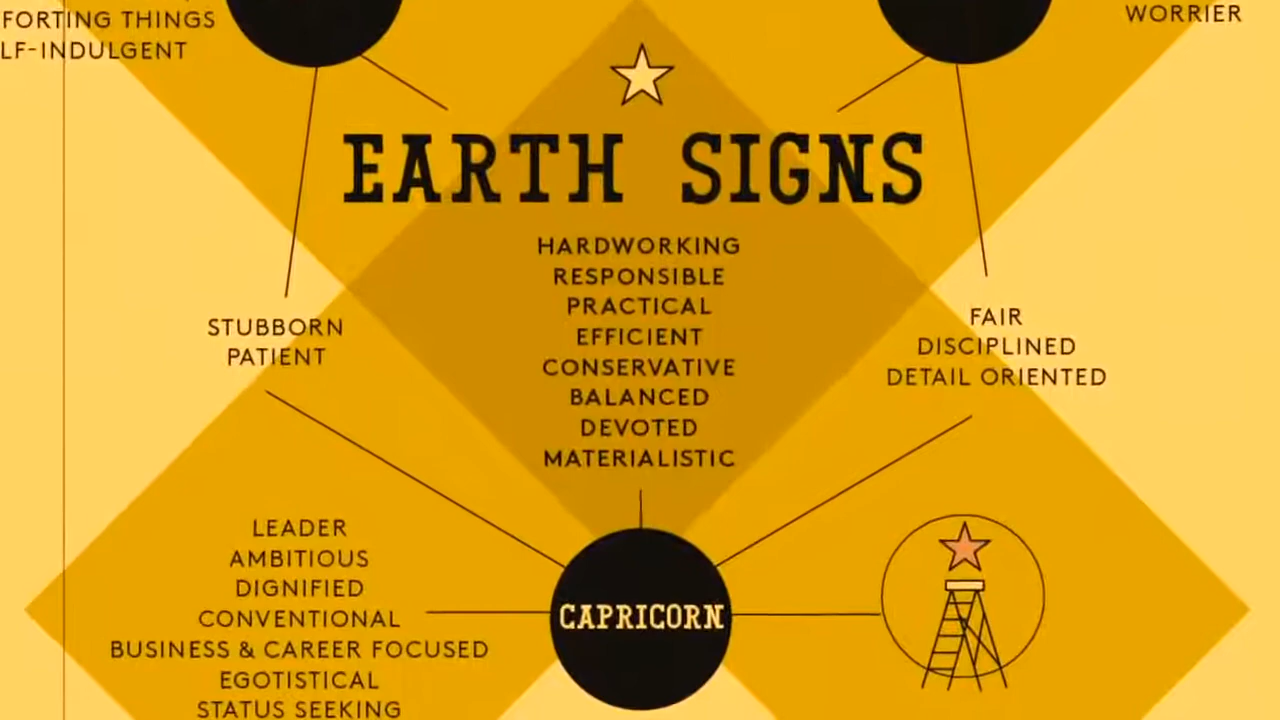 FORTING THINGS
LF-INDULGENT
WORRIER
EARTH SIGNS
HARDWORKING
RESPONSIBLE
PRACTICAL
EFFICIENT
CONSERVATIVE
BALANCED
DEVOTED
MATERIALISTIC
STUBBORN
PATIENT
FAIR
DISCIPLINED
DETAIL ORIENTED
LEADER
AMBITIOUS
DIGNIFIED
CONVENTIONAL
BUSINESS & CAREER FOCUSED
EGOTISTICAL
STATUS SEEKING
CAPRICORN